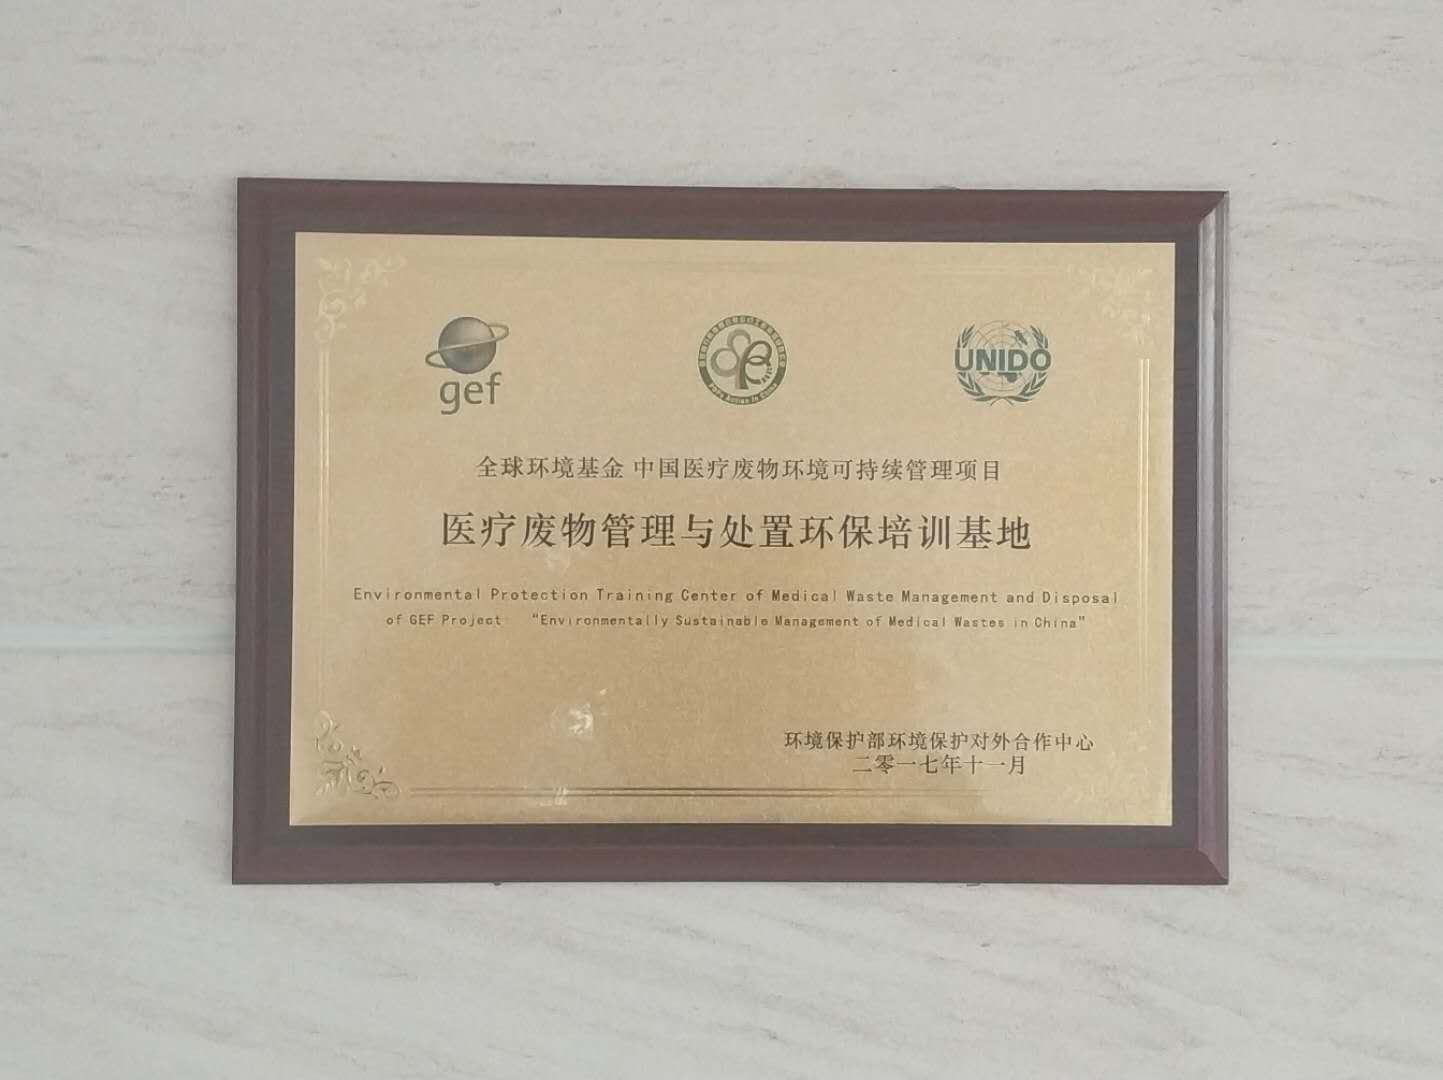 gef
POPs Action in China
UNIDO
全球环境基金 中国医疗废物环境可持续管理项目
医疗废物管理与处置环保培训基地
Environmental Protection Training Center of Medical Waste Management and Disposal
of GEF Project “Environmentally Sustainable Management of Medical Wastes in China”
环境保护部环境保护对外合作中心
二零一七年十一月